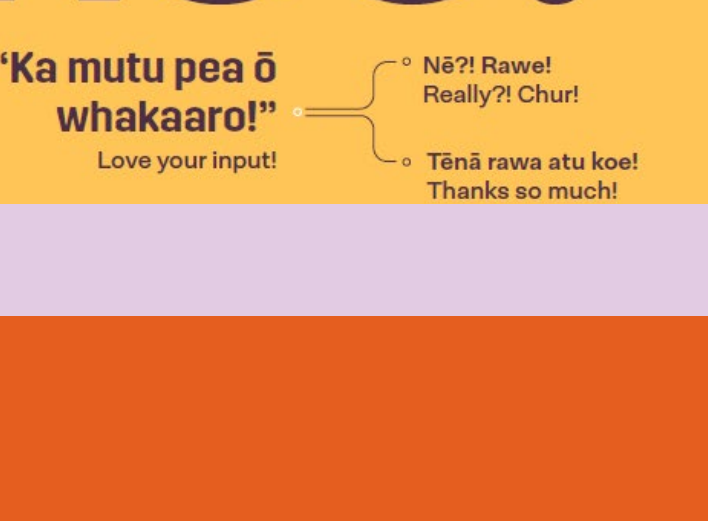 “Ka mutu pea ō
whakaaro!”
Love your input!
Nē?! Rawe!
Really?! Chur!
Tēnā rawa atu koe!
Thanks so much!